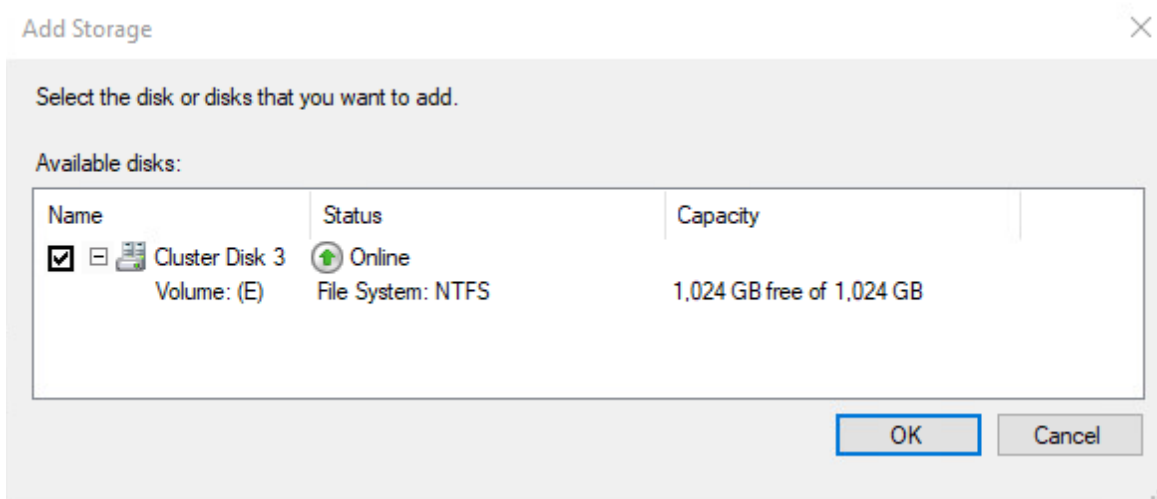 Add Storage
Select the disk or disks that you want to add.
Available disks:
Name Status Capacity
Cluster Disk 3 Online
Volume: (E) File System: NTFS 1,024 GB free of 1,024 GB
OK Cancel